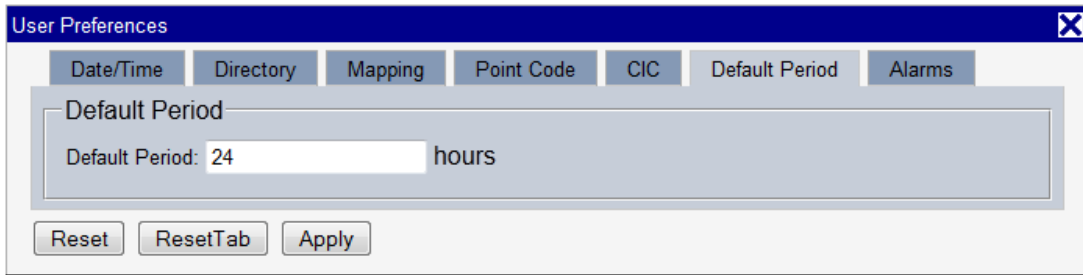 User Preferences
Date/Time Directory Mapping Point Code CIC Default Period Alarms
Default Period
Default Period: 24 hours
Reset ResetTab Apply